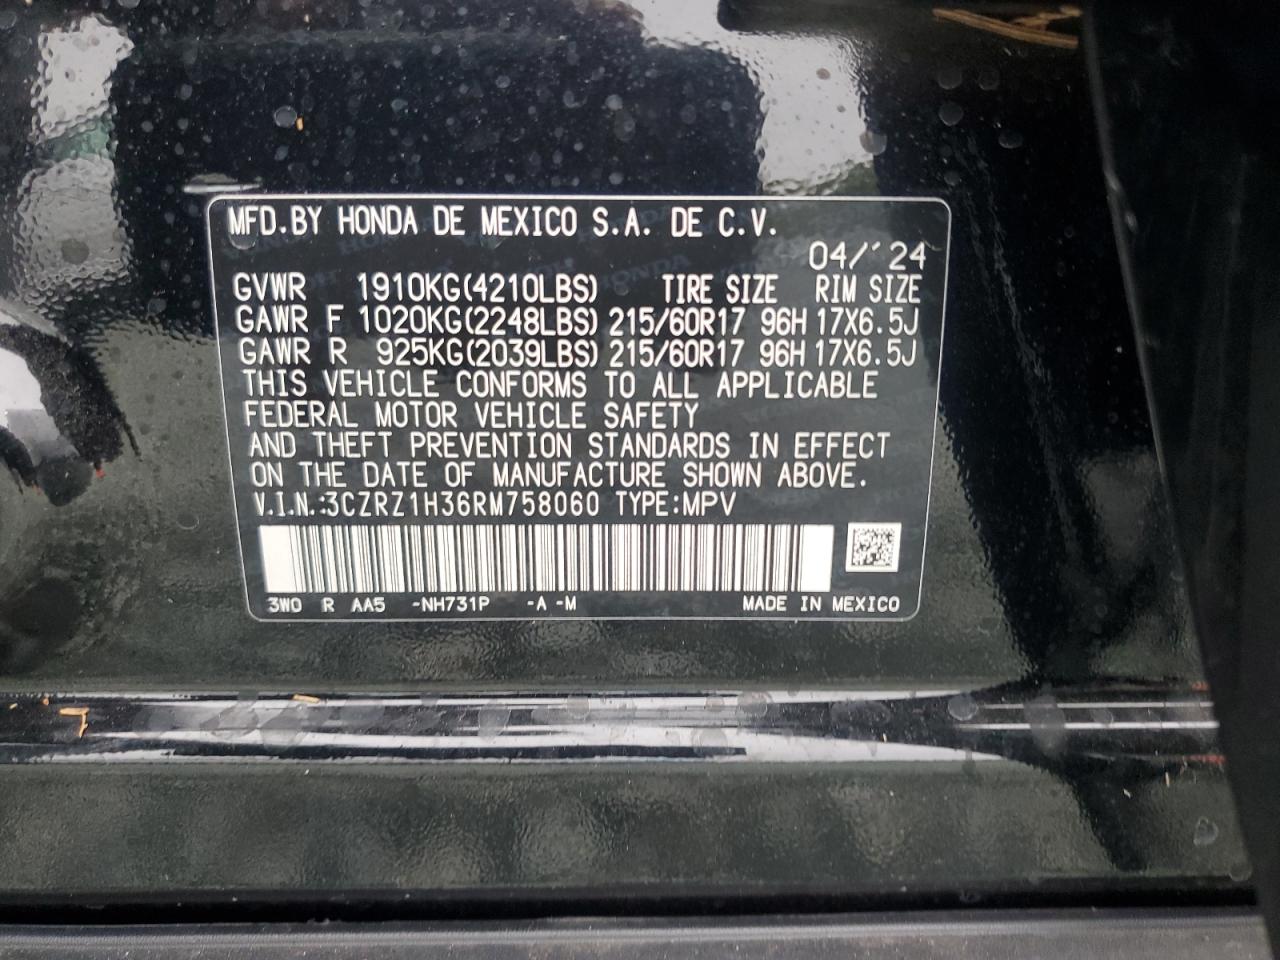 MFD.BY HONDA DE MEXICO S.A. DE C.V.
04/'24
GVWR 1910KG(4210LBS) TIRE SIZE RIM SIZE
GAWR F 1020KG(2248LBS) 215/60R17 96H 17X6.5J
GAWR R 925KG(2039LBS) 215/60R17 96H 17X6.5J
THIS VEHICLE CONFORMS TO ALL APPLICABLE
FEDERAL MOTOR VEHICLE SAFETY
AND THEFT PREVENTION STANDARDS IN EFFECT
ON THE DATE OF MANUFACTURE SHOWN ABOVE.
V.I.N.:3CZRZ1H36RM758060 TYPE:MPV
3W0 R AA5 -NH731P -A -M MADE IN MEXICO